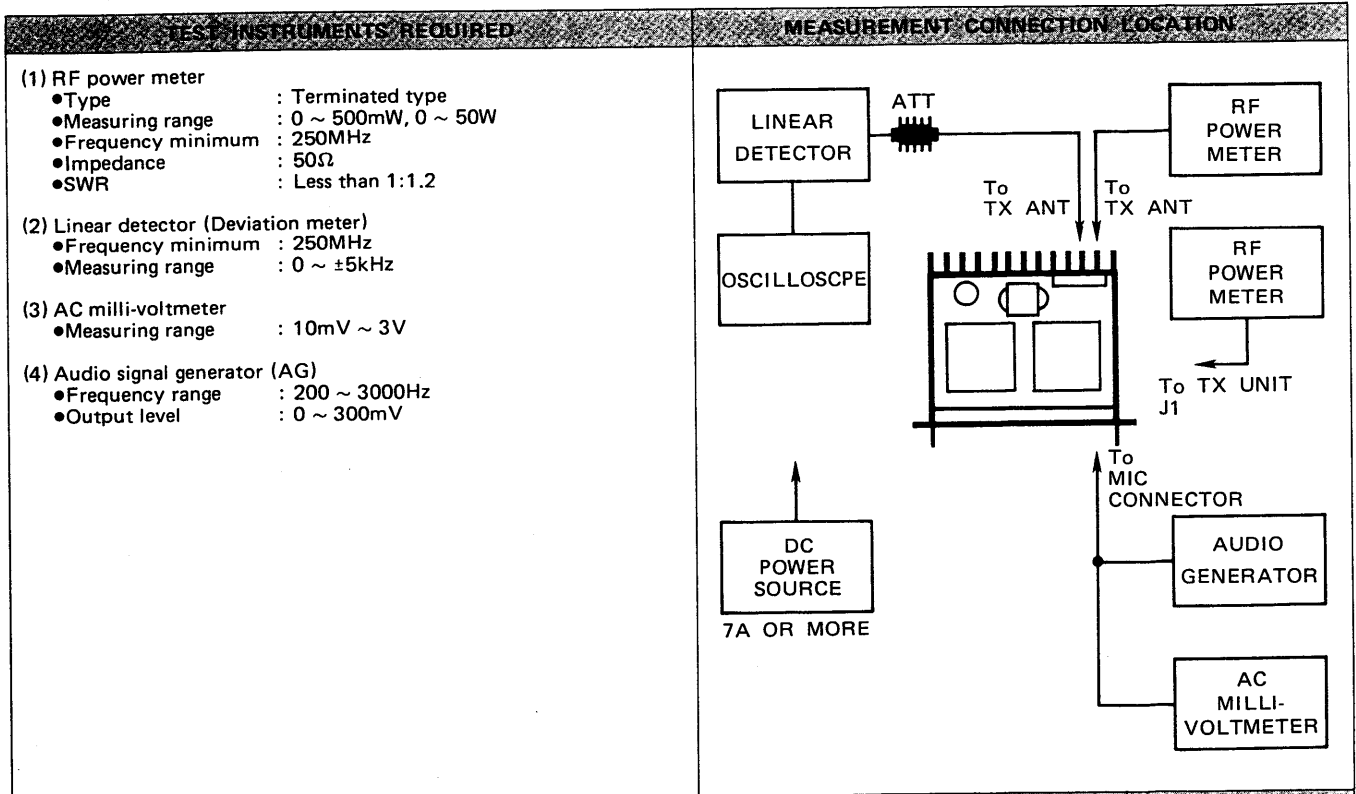 TEST INSTRUMENTS REQUIRED
(1) RF power meter
●Type : Terminated type
●Measuring range : 0 ~ 500mW, 0 ~ 50W
●Frequency minimum : 250MHz
●Impedance : 50Ω
●SWR : Less than 1:1.2
(2) Linear detector (Deviation meter)
●Frequency minimum : 250MHz
●Measuring range : 0 ~ ±5kHz
(3) AC milli-voltmeter
●Measuring range : 10mV ~ 3V
(4) Audio signal generator (AG)
●Frequency range : 200 ~ 3000Hz
●Output level : 0 ~ 300mV
MEASUREMENT CONNECTION LOCATION
LINEAR
DETECTOR
ATT
RF
POWER
METER
To
TX ANT
To
TX ANT
OSCILLOSCPE
RF
POWER
METER
To TX UNIT
J1
To
MIC
CONNECTOR
DC
POWER
SOURCE
7A OR MORE
AUDIO
GENERATOR
AC
MILLI-
VOLTMETER